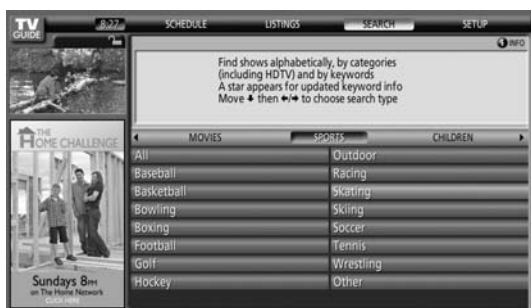 TV
GUIDE
8:27
SCHEDULE LISTINGS SEARCH SETUP
i INFO
Find shows alphabetically, by categories
(including HDTV) and by keywords
A star appears for updated keyword info
Move ↓ then ←/→ to choose search type
MOVIES SPORTS CHILDREN
All Outdoor
Baseball Racing
Basketball Skating
Bowling Skiing
Boxing Soccer
Football Tennis
Golf Wrestling
Hockey Other
THE
HOME CHALLENGE
Sundays 8PM
on The Home Network
CLICK HERE